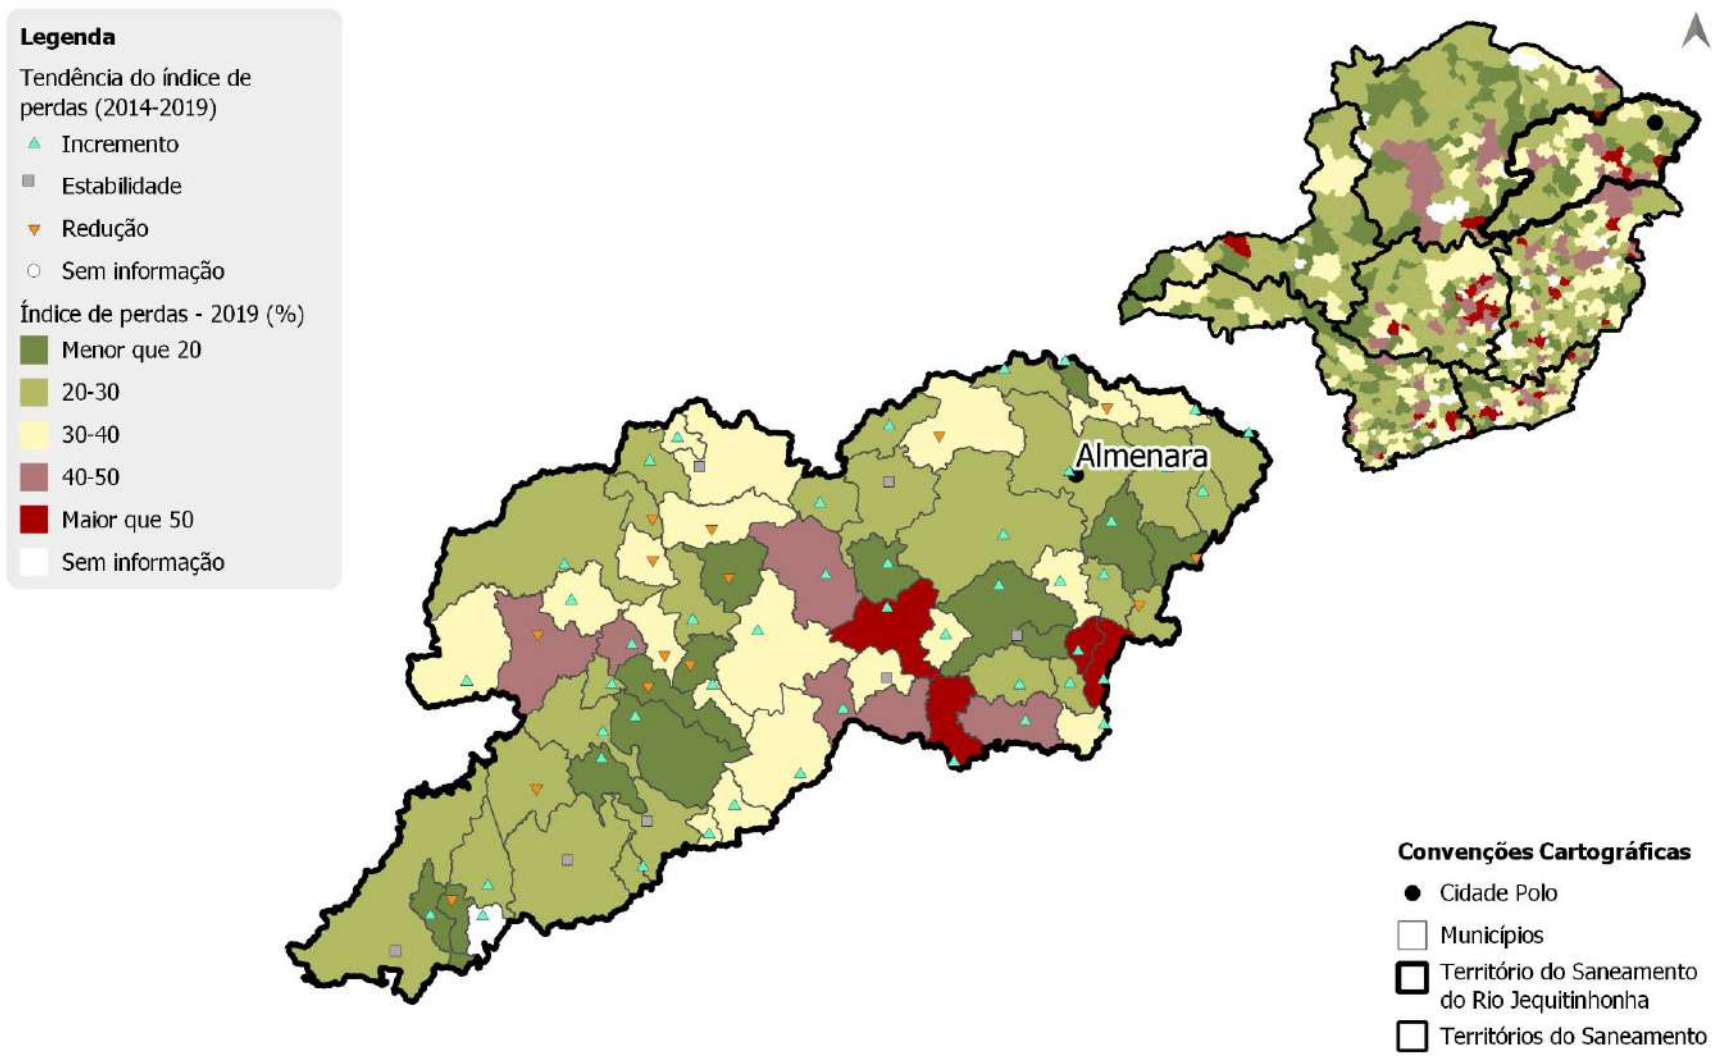 Legenda
Tendência do índice de
perdas (2014-2019)
Incremento
Estabilidade
Redução
Sem informação
Índice de perdas - 2019 (%)
Menor que 20
20-30
30-40
40-50
Maior que 50
Sem informação
Almenara
Convenções Cartográficas
Cidade Polo
Municípios
Território do Saneamento
do Rio Jequitinhonha
Territórios do Saneamento